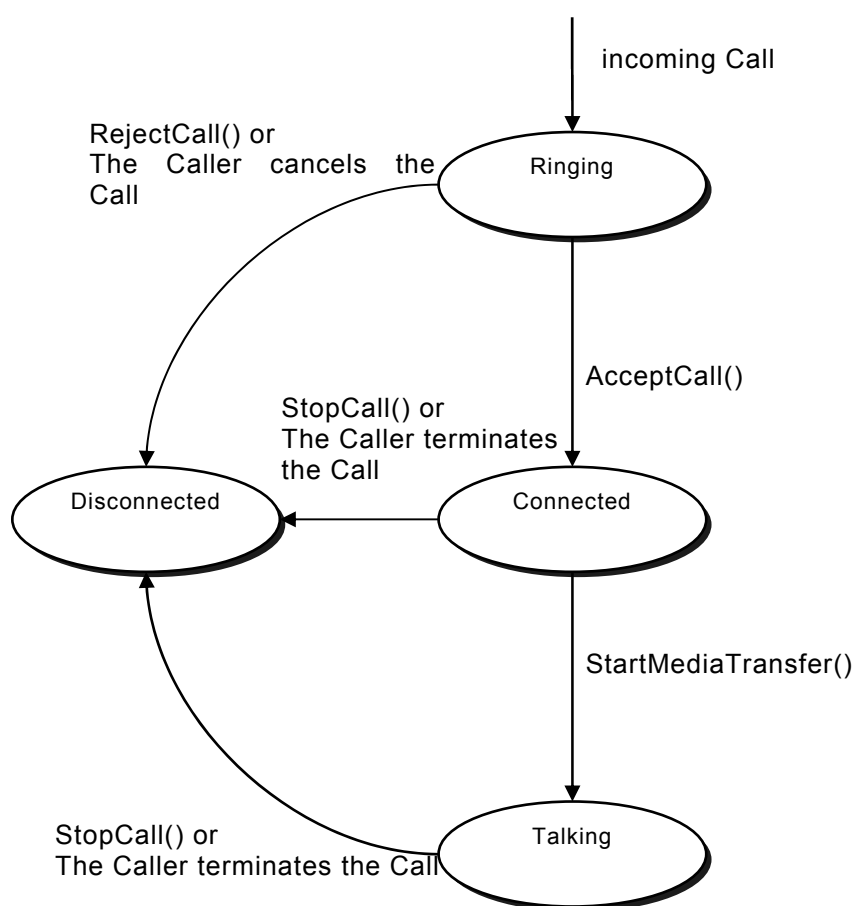 incoming Call
RejectCall() or
The Caller cancels the
Call
Ringing
AcceptCall()
StopCall() or
The Caller terminates
the Call
Disconnected
Connected
StartMediaTransfer()
StopCall() or
The Caller terminates the Call
Talking